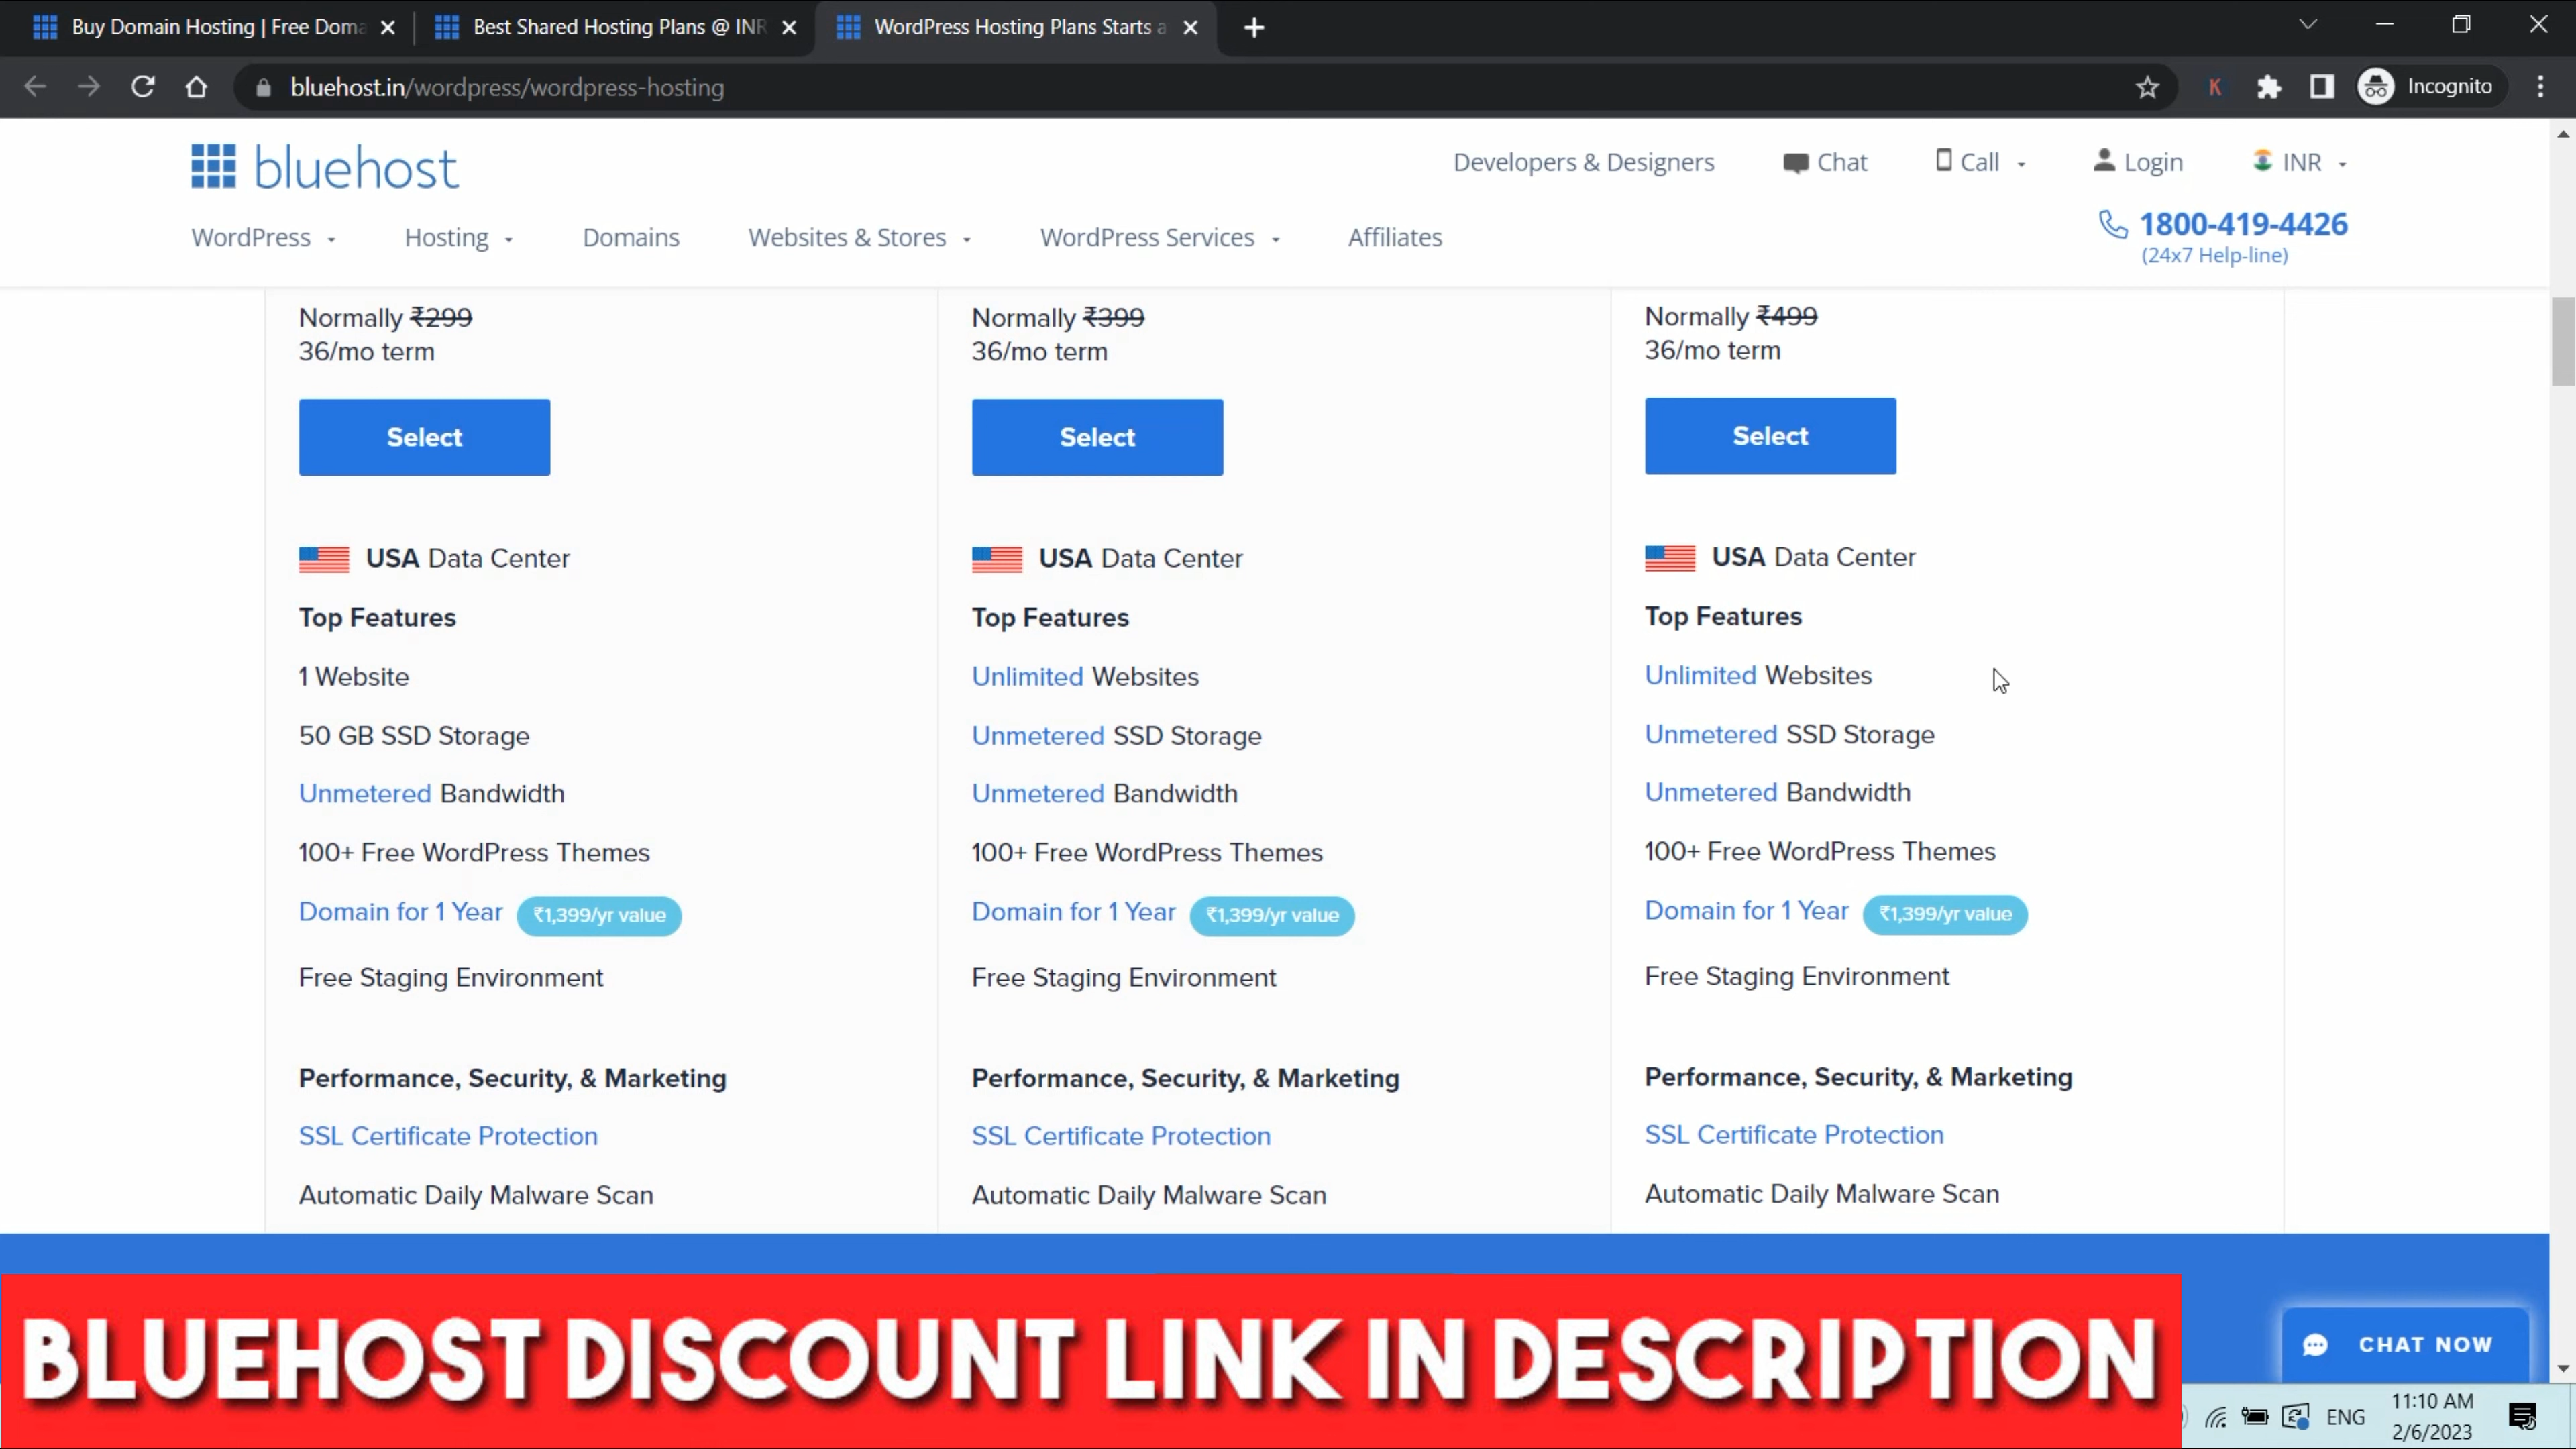 Buy Domain Hosting | Free Doma
Best Shared Hosting Plans @ INR
WordPress Hosting Plans Starts a
bluehost.in/wordpress/wordpress-hosting
K
Incognito
bluehost
Developers & Designers
Chat
Call
Login
INR
WordPress
Hosting
Domains
Websites & Stores
WordPress Services
Affiliates
1800-419-4426
(24x7 Help-line)
Normally ₹299
36/mo term
Select
USA Data Center
Top Features
1 Website
50 GB SSD Storage
Unmetered Bandwidth
100+ Free WordPress Themes
Domain for 1 Year ₹1,399/yr value
Free Staging Environment
Performance, Security, & Marketing
SSL Certificate Protection
Automatic Daily Malware Scan
Normally ₹399
36/mo term
Select
USA Data Center
Top Features
Unlimited Websites
Unmetered SSD Storage
Unmetered Bandwidth
100+ Free WordPress Themes
Domain for 1 Year ₹1,399/yr value
Free Staging Environment
Performance, Security, & Marketing
SSL Certificate Protection
Automatic Daily Malware Scan
Normally ₹499
36/mo term
Select
USA Data Center
Top Features
Unlimited Websites
Unmetered SSD Storage
Unmetered Bandwidth
100+ Free WordPress Themes
Domain for 1 Year ₹1,399/yr value
Free Staging Environment
Performance, Security, & Marketing
SSL Certificate Protection
Automatic Daily Malware Scan
BLUEHOST DISCOUNT LINK IN DESCRIPTION
CHAT NOW
ENG
11:10 AM
2/6/2023